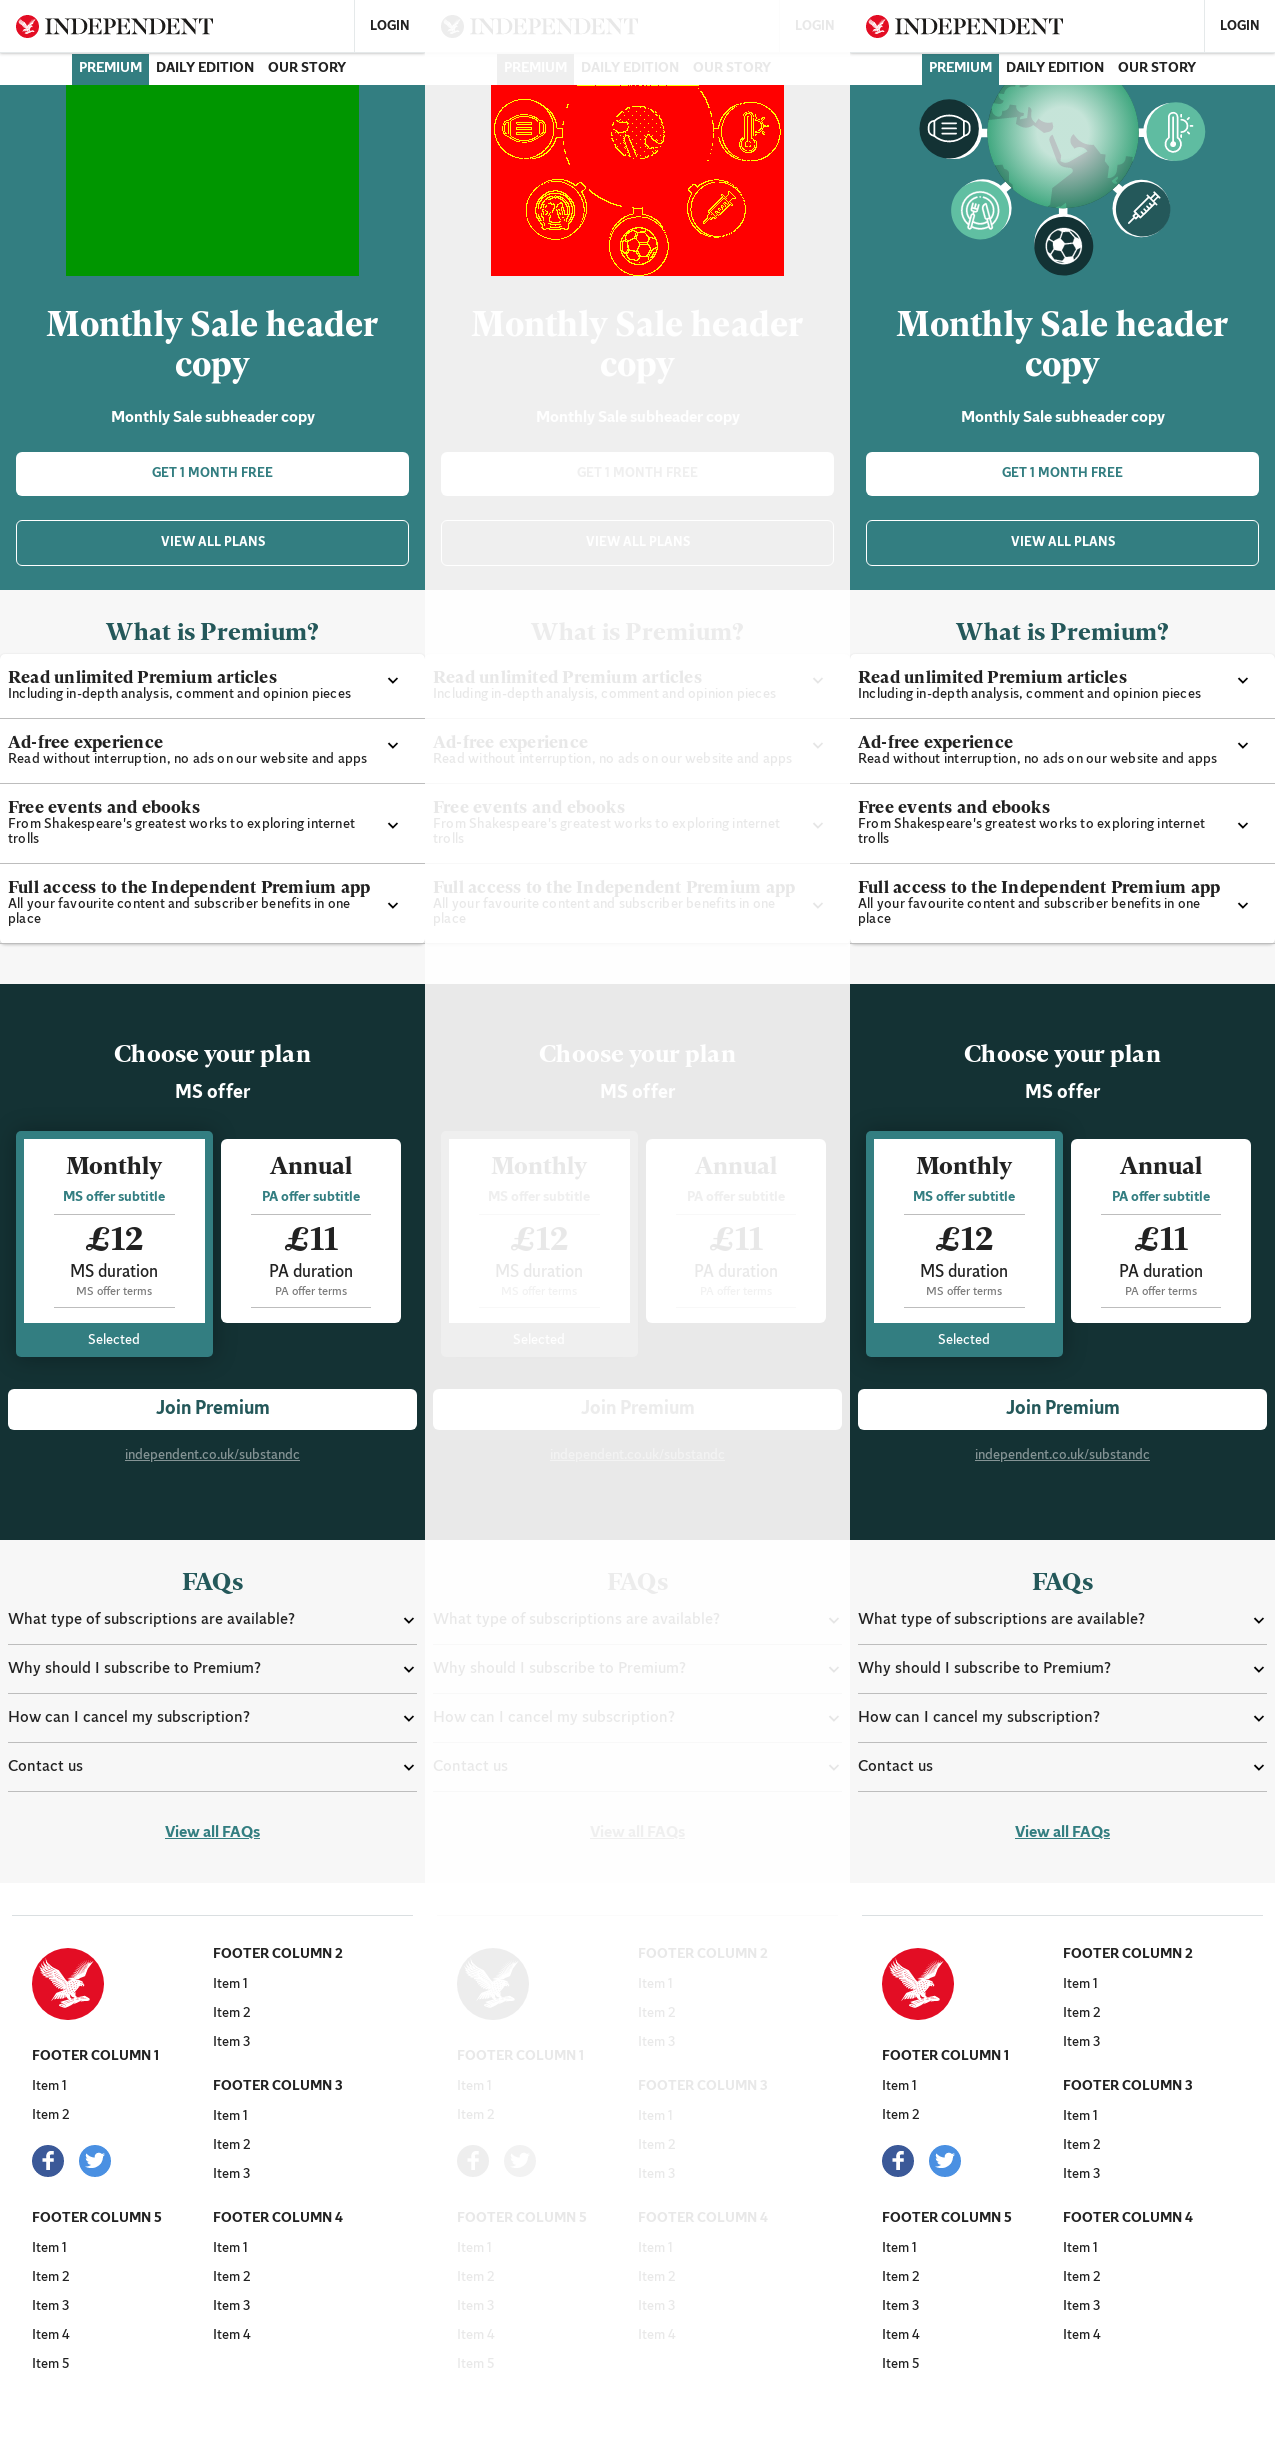 INDEPENDENT
LOGIN
PREMIUM DAILY EDITION OUR STORY
Monthly Sale header
copy
Monthly Sale subheader copy
GET 1 MONTH FREE
VIEW ALL PLANS
What is Premium?
Read unlimited Premium articles
Including in-depth analysis, comment and opinion pieces
Ad-free experience
Read without interruption, no ads on our website and apps
Free events and ebooks
From Shakespeare's greatest works to exploring internet
trolls
Full access to the Independent Premium app
All your favourite content and subscriber benefits in one
place
Choose your plan
MS offer
Monthly
MS offer subtitle
£12
MS duration
MS offer terms
Selected
Annual
PA offer subtitle
£11
PA duration
PA offer terms
Join Premium
independent.co.uk/substandc
FAQs
What type of subscriptions are available?
Why should I subscribe to Premium?
How can I cancel my subscription?
Contact us
View all FAQs
FOOTER COLUMN 1
Item 1
Item 2
FOOTER COLUMN 2
Item 1
Item 2
Item 3
FOOTER COLUMN 3
Item 1
Item 2
Item 3
FOOTER COLUMN 5
Item 1
Item 2
Item 3
Item 4
Item 5
FOOTER COLUMN 4
Item 1
Item 2
Item 3
Item 4
INDEPENDENT
LOGIN
PREMIUM DAILY EDITION OUR STORY
Monthly Sale header
copy
Monthly Sale subheader copy
GET 1 MONTH FREE
VIEW ALL PLANS
What is Premium?
Read unlimited Premium articles
Including in-depth analysis, comment and opinion pieces
Ad-free experience
Read without interruption, no ads on our website and apps
Free events and ebooks
From Shakespeare's greatest works to exploring internet
trolls
Full access to the Independent Premium app
All your favourite content and subscriber benefits in one
place
Choose your plan
MS offer
Monthly
MS offer subtitle
£12
MS duration
MS offer terms
Selected
Annual
PA offer subtitle
£11
PA duration
PA offer terms
Join Premium
independent.co.uk/substandc
FAQs
What type of subscriptions are available?
Why should I subscribe to Premium?
How can I cancel my subscription?
Contact us
View all FAQs
FOOTER COLUMN 1
Item 1
Item 2
FOOTER COLUMN 2
Item 1
Item 2
Item 3
FOOTER COLUMN 3
Item 1
Item 2
Item 3
FOOTER COLUMN 5
Item 1
Item 2
Item 3
Item 4
Item 5
FOOTER COLUMN 4
Item 1
Item 2
Item 3
Item 4
INDEPENDENT
LOGIN
PREMIUM DAILY EDITION OUR STORY
Monthly Sale header
copy
Monthly Sale subheader copy
GET 1 MONTH FREE
VIEW ALL PLANS
What is Premium?
Read unlimited Premium articles
Including in-depth analysis, comment and opinion pieces
Ad-free experience
Read without interruption, no ads on our website and apps
Free events and ebooks
From Shakespeare's greatest works to exploring internet
trolls
Full access to the Independent Premium app
All your favourite content and subscriber benefits in one
place
Choose your plan
MS offer
Monthly
MS offer subtitle
£12
MS duration
MS offer terms
Selected
Annual
PA offer subtitle
£11
PA duration
PA offer terms
Join Premium
independent.co.uk/substandc
FAQs
What type of subscriptions are available?
Why should I subscribe to Premium?
How can I cancel my subscription?
Contact us
View all FAQs
FOOTER COLUMN 1
Item 1
Item 2
FOOTER COLUMN 2
Item 1
Item 2
Item 3
FOOTER COLUMN 3
Item 1
Item 2
Item 3
FOOTER COLUMN 5
Item 1
Item 2
Item 3
Item 4
Item 5
FOOTER COLUMN 4
Item 1
Item 2
Item 3
Item 4